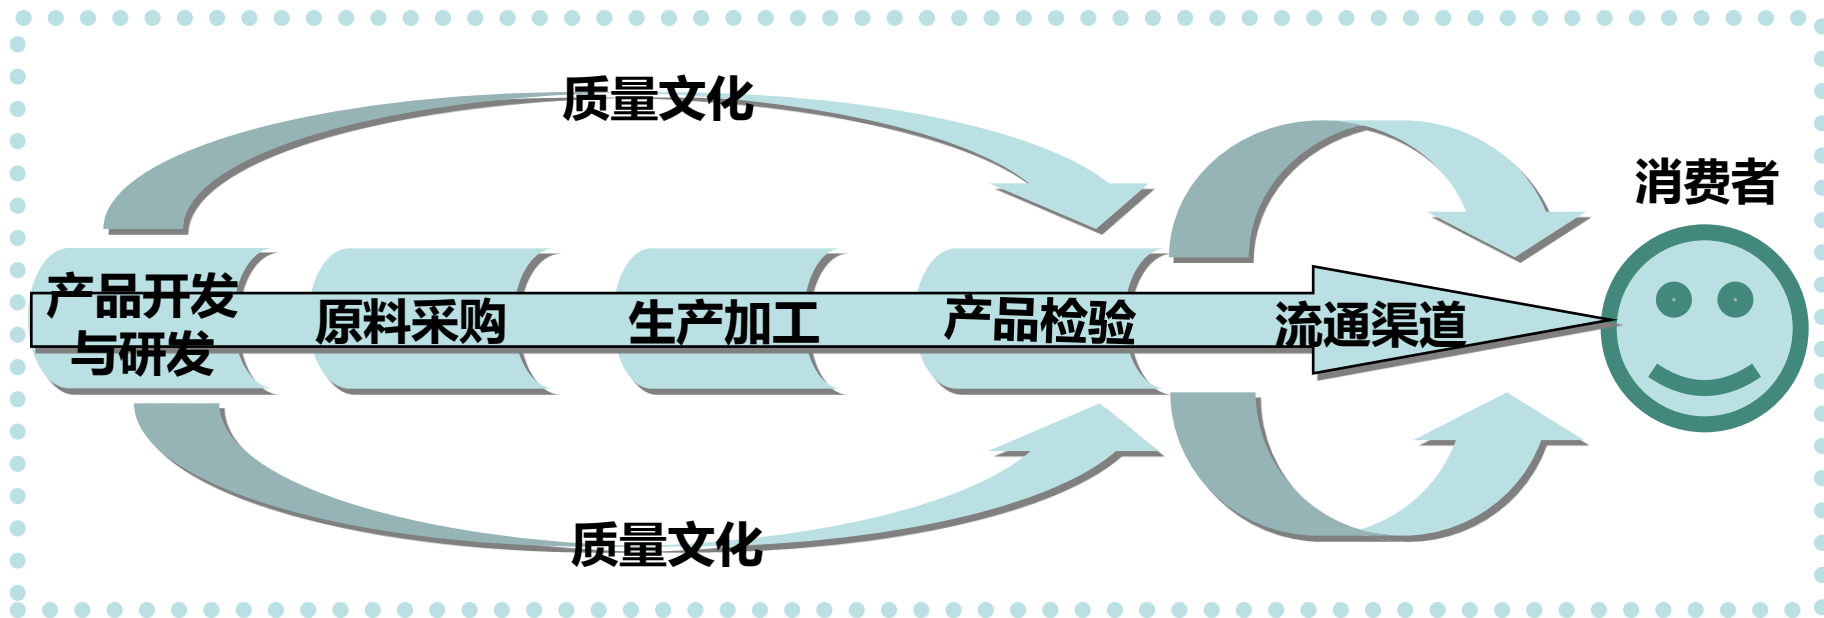 质量文化
消费者
产品开发
与研发
原料采购
生产加工
产品检验
流通渠道
质量文化